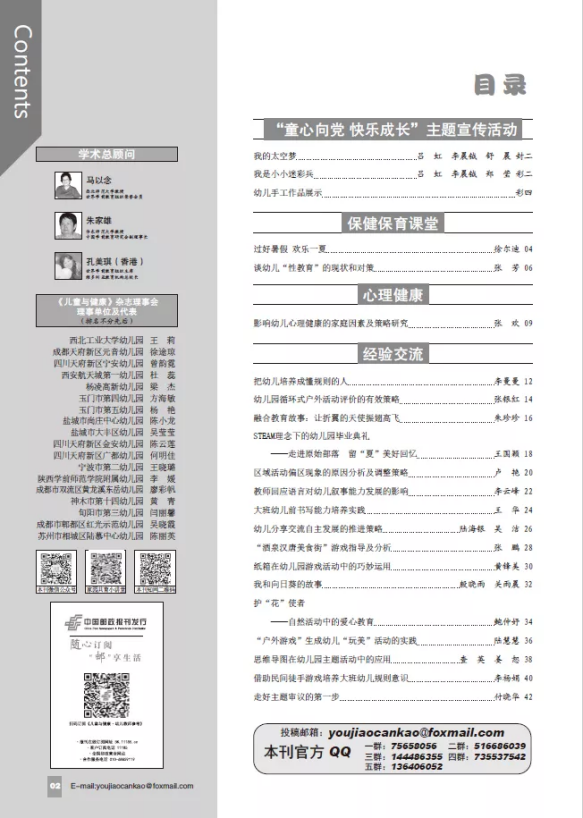 Contents
目录
学术总顾问
马以念
朱家雄
孔美琪（香港）
《儿童与健康》杂志理事会
理事单位及代表
（排名不分先后）
西北工业大学幼儿园 王 莉
成都天府新区元音幼儿园 徐迪琼
四川天府新区宁安幼儿园 曾韵霓
西安航天城第一幼儿园 杜 蕊
杨凌高新幼儿园 梁 杰
玉门市第四幼儿园 方海敏
玉门市第五幼儿园 杨 艳
盐城市尚庄中心幼儿园 陈小龙
盐城市大丰区幼儿园 吴莹莹
四川天府新区金安幼儿园 陈云莲
四川天府新区广都幼儿园 何明佳
宁波市第二幼儿园 王晓璐
陕西学前师范学院附属幼儿园 李 媛
成都市双流区黄龙溪东岳幼儿园 廖彩帆
神木市第十四幼儿园 黄 青
旬阳市第三幼儿园 闫丽馨
成都市郫都区红光示范幼儿园 吴晓霞
苏州市相城区陆慕中心幼儿园 陈丽英
本刊微信公众号
中国邮政报刊发行
随心订阅
“邮”享生活
02 E-mail:youjiaocankao@foxmail.com
“童心向党 快乐成长”主题宣传活动
我的太空梦 吕 虹 李晨钺 舒 晨 封二
我是小小迷彩兵 吕 虹 李晨钺 郑 莹 彩二
幼儿手工作品展示 彩四
保健保育课堂
过好暑假 欢乐一夏 徐尔迪 04
谈幼儿“性教育”的现状和对策 张 芳 06
心理健康
影响幼儿心理健康的家庭因素及策略研究 张 欢 09
经验交流
把幼儿培养成懂规则的人 李曼曼 12
幼儿园循环式户外活动评价的有效策略 张银红 14
融合教育故事：让折翼的天使振翅高飞 朱珍珍 16
STEAM理念下的幼儿园毕业典礼
——走进原始部落 留“夏”美好回忆 王国颖 18
区域活动偏区现象的原因分析及调整策略 卢 艳 20
教师回应语言对幼儿叙事能力发展的影响 李云峰 22
大班幼儿前书写能力培养实践 王 华 24
幼儿分享交流自主发展的推进策略 陆海银 吴 洁 26
“酒泉汉唐美食街”游戏指导及分析 张 鹏 28
纸箱在幼儿园游戏活动中的巧妙运用 黄锋美 30
我和向日葵的故事 殷晓雨 关雨晨 32
护“花”使者
——自然活动中的爱心教育 鲍仲妤 34
“户外游戏”生成幼儿“玩美”活动的实践 陆慧慧 36
思维导图在幼儿园主题活动中的应用 查 英 姜 恕 38
借助民间徒手游戏培养大班幼儿规则意识 李杨娟 40
走好主题审议的第一步 付晓华 42
投稿邮箱：youjiaocankao@foxmail.com
本刊官方 QQ
一群：75658056 二群：516686039
三群：144486355 四群：735537542
五群：136406052